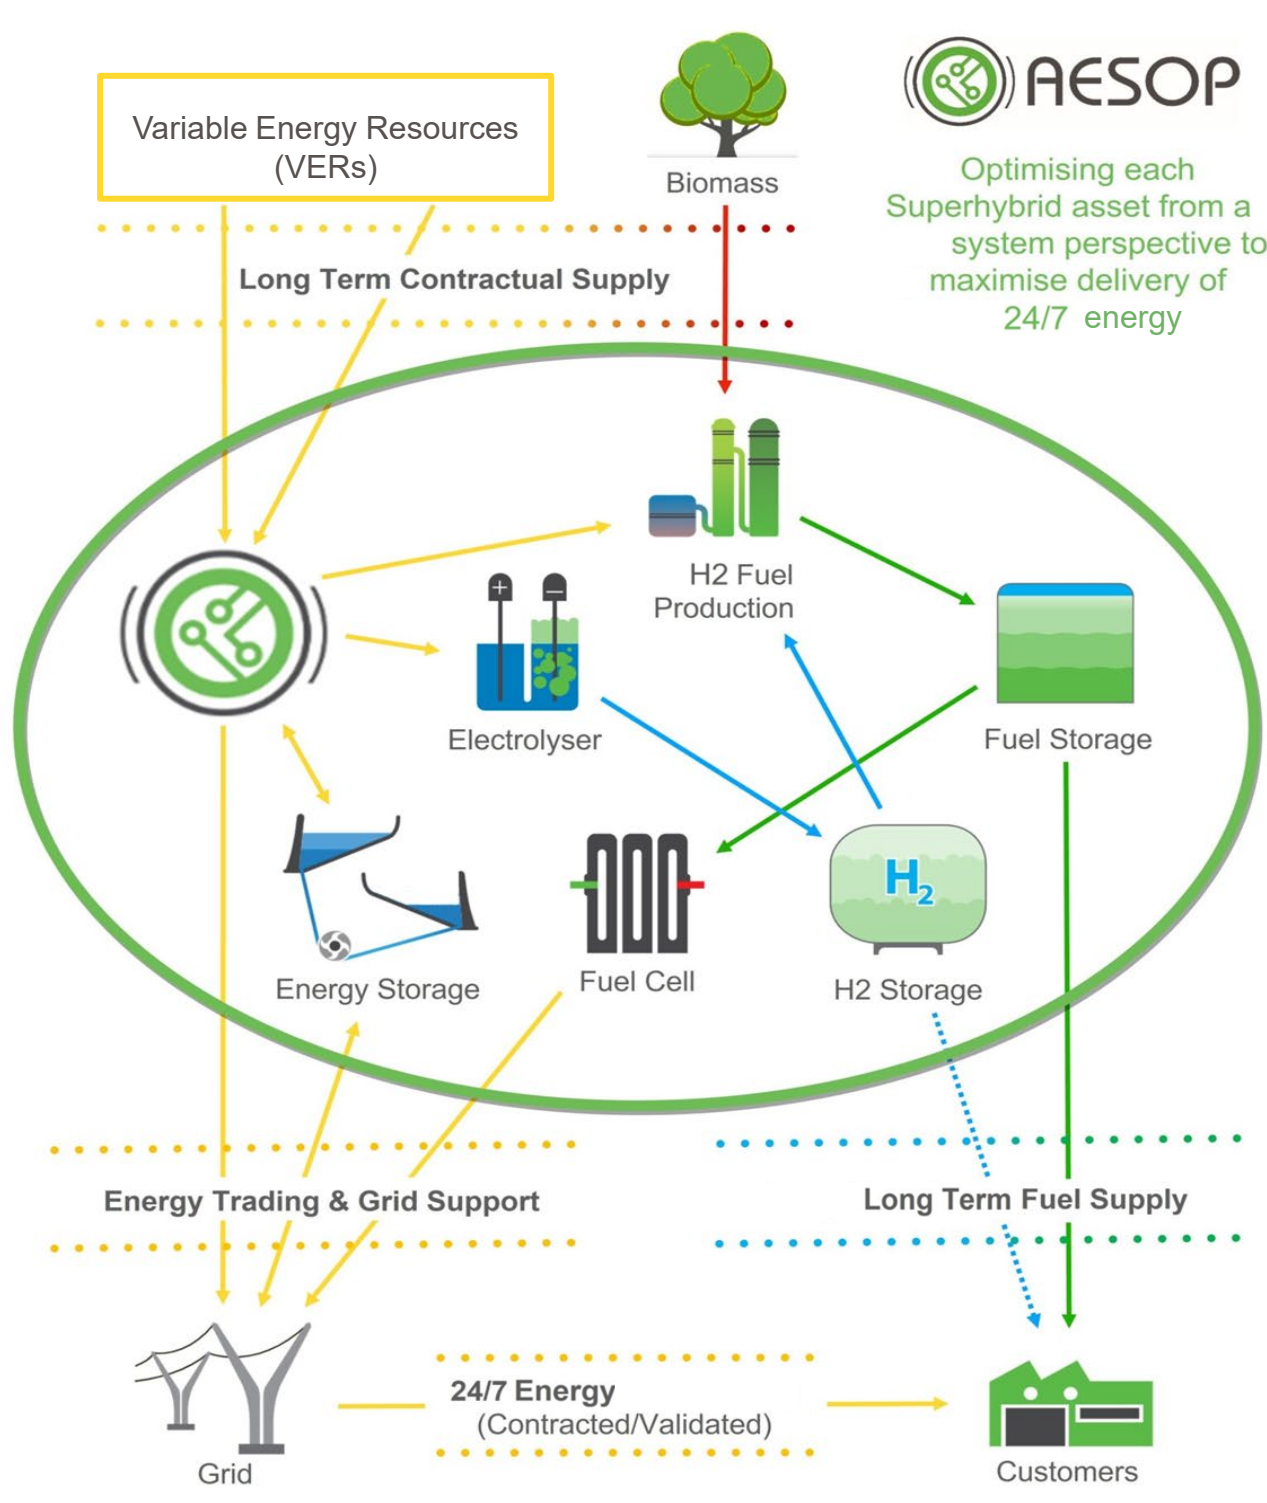 AESOP
Optimising each
Superhybrid asset from a
system perspective to
maximise delivery of
24/7 energy
Variable Energy Resources
(VERs)
Biomass
Long Term Contractual Supply
H2 Fuel
Production
+
−
Electrolyser
Fuel Storage
H2
Energy Storage
Fuel Cell
H2 Storage
Energy Trading & Grid Support
Long Term Fuel Supply
24/7 Energy
(Contracted/Validated)
Grid
Customers